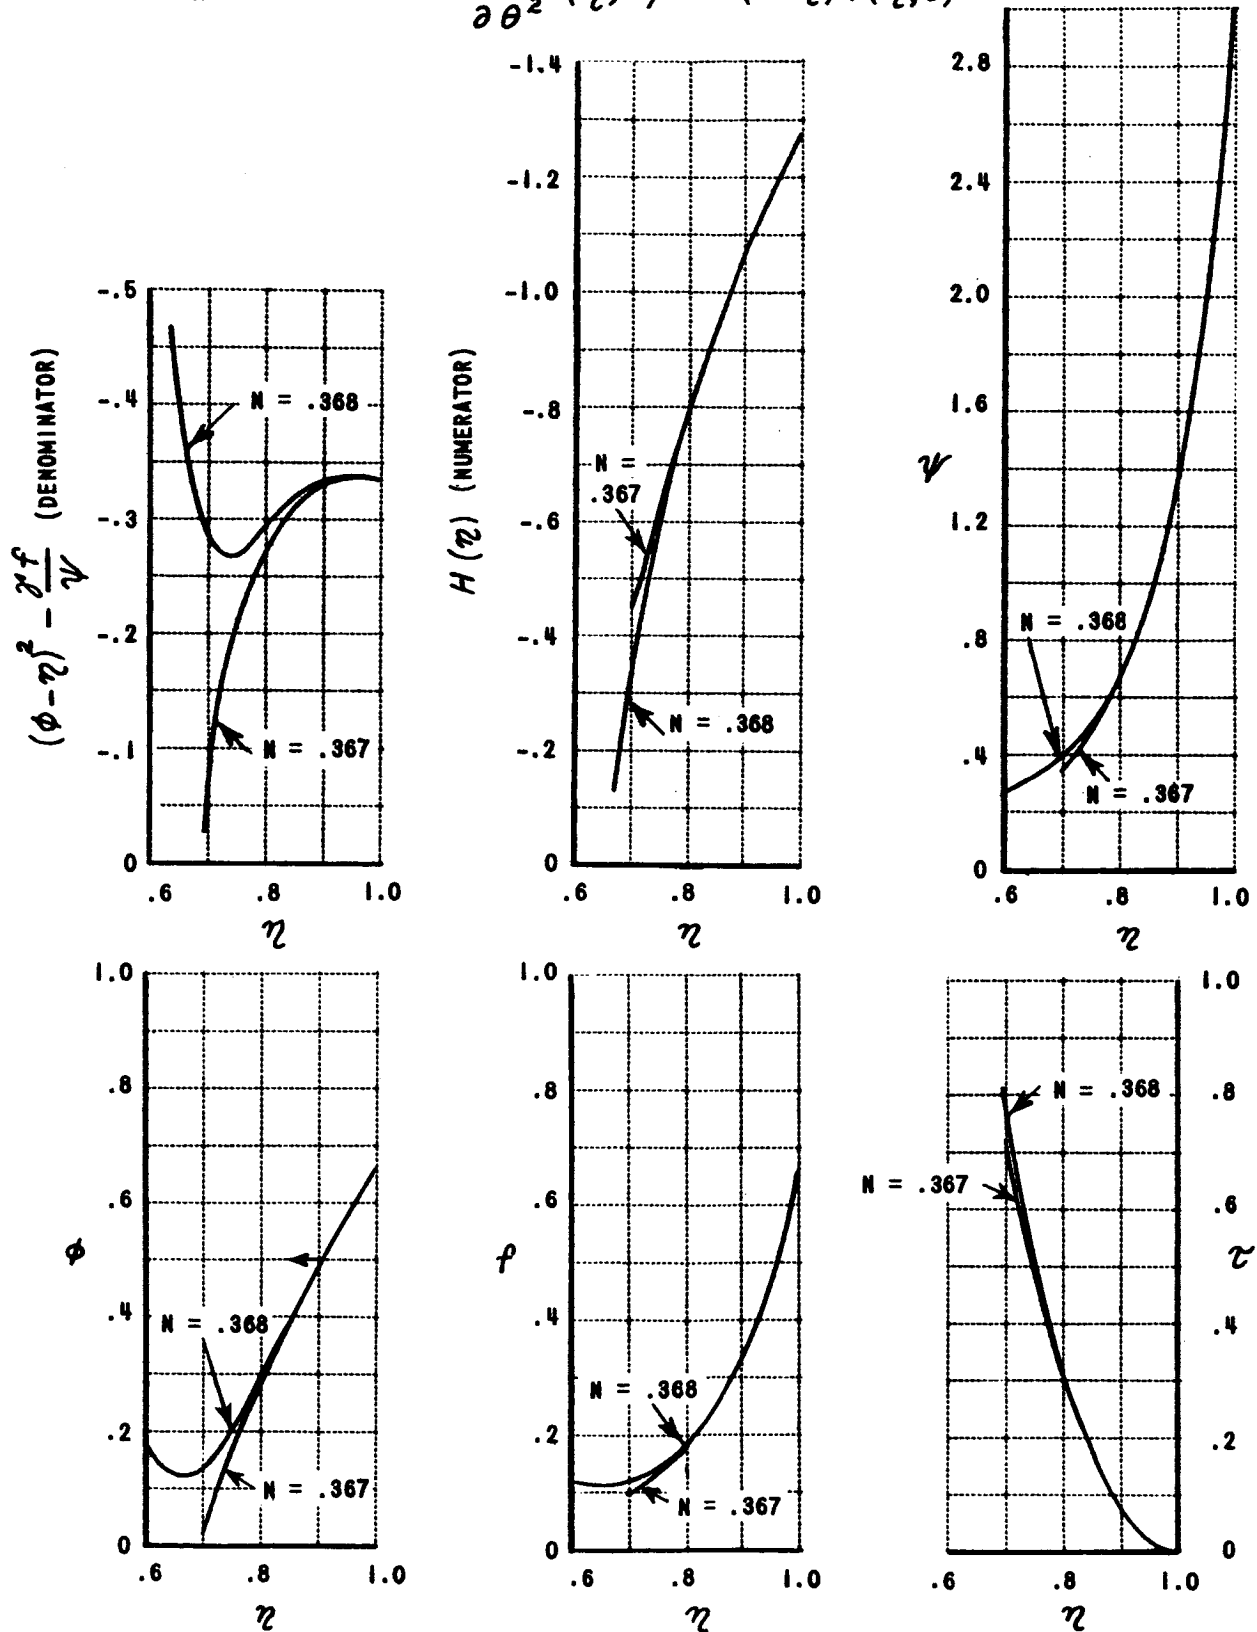 -1.4
-1.2
-1.0
-.8
-.6
-.4
-.2
0
.6
.8
1.0
η
H (η) (NUMERATOR)
N =
.367
N = .368
2.8
2.4
2.0
1.6
1.2
.8
.4
0
.6
.8
1.0
η
ψ
N = .368
N = .367
-.5
-.4
-.3
-.2
-.1
0
.6
.8
1.0
η
(φ - η)² - γf/ψ (DENOMINATOR)
N = .368
N = .367
1.0
.8
.6
.4
.2
0
.6
.8
1.0
η
φ
N = .368
N = .367
1.0
.8
.6
.4
.2
0
.6
.8
1.0
η
f
N = .368
N = .367
1.0
.8
.4
.2
0
.6
.6
.8
1.0
η
τ
N = .368
N = .367